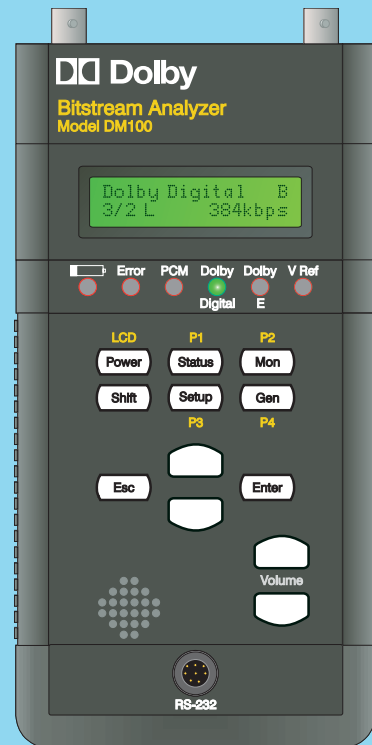 Dolby
Bitstream Analyzer
Model DM100
Dolby Digital B
3/2 L 384kbps
Error PCM Dolby Digital Dolby E V Ref
LCD P1 P2
Power Status Mon
Shift Setup Gen
P3 P4
Esc Enter
Volume
RS-232